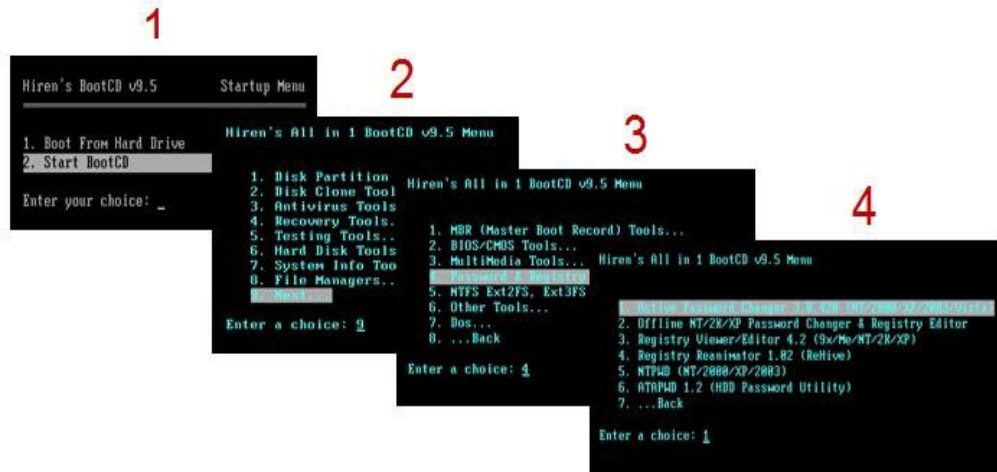 1
Hiren's BootCD v9.5 Startup Menu
1. Boot From Hard Drive
2. Start BootCD
Enter your choice: _
2
Hiren's All in 1 BootCD v9.5 Menu
1. Disk Partition
2. Disk Clone Tool
3. Antivirus Tools
4. Recovery Tools.
5. Testing Tools..
6. Hard Disk Tools
7. System Info Too
8. File Managers..
9. Next...
Enter a choice: 9
3
Hiren's All in 1 BootCD v9.5 Menu
1. MBR (Master Boot Record) Tools...
2. BIOS/CMOS Tools...
3. MultiMedia Tools...
4. Password & Registry
5. NTFS Ext2FS, Ext3FS
6. Other Tools...
7. Dos...
8. ...Back
Enter a choice: 4
4
Hiren's All in 1 BootCD v9.5 Menu
1. Active Password Changer 3.0.420 (NT/2000/XP/2003/Vista)
2. Offline NT/2K/XP Password Changer & Registry Editor
3. Registry Viewer/Editor 4.2 (9x/Me/NT/2K/XP)
4. Registry Reanimator 1.02 (ReHive)
5. NTPWD (NT/2000/XP/2003)
6. ATAPWD 1.2 (HDD Password Utility)
7. ...Back
Enter a choice: 1